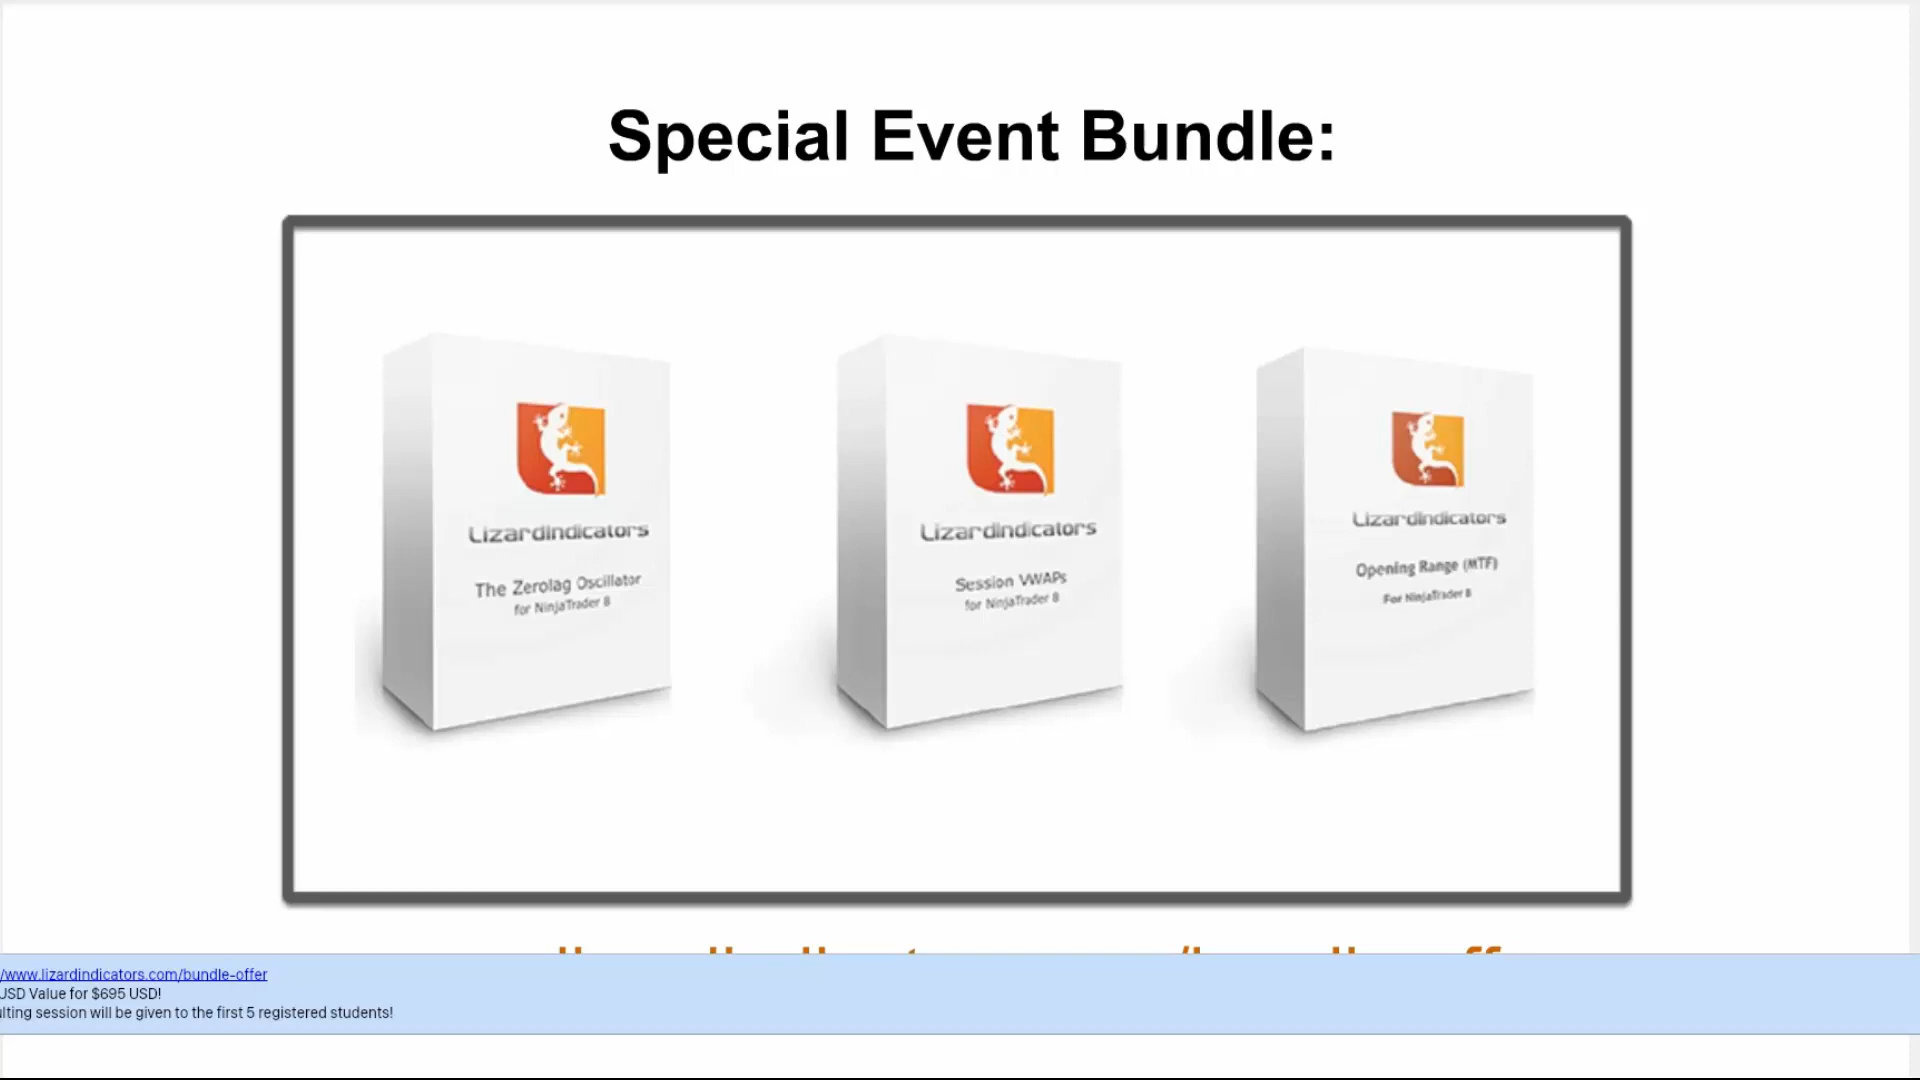 Special Event Bundle:
LizardIndicators
The Zerolag Oscillator
for NinjaTrader 8
LizardIndicators
Session VWAPs
for NinjaTrader 8
LizardIndicators
Opening Range (MTF)
For NinjaTrader 8
/www.lizardindicators.com/bundle-offer
USD Value for $695 USD!
ulting session will be given to the first 5 registered students!